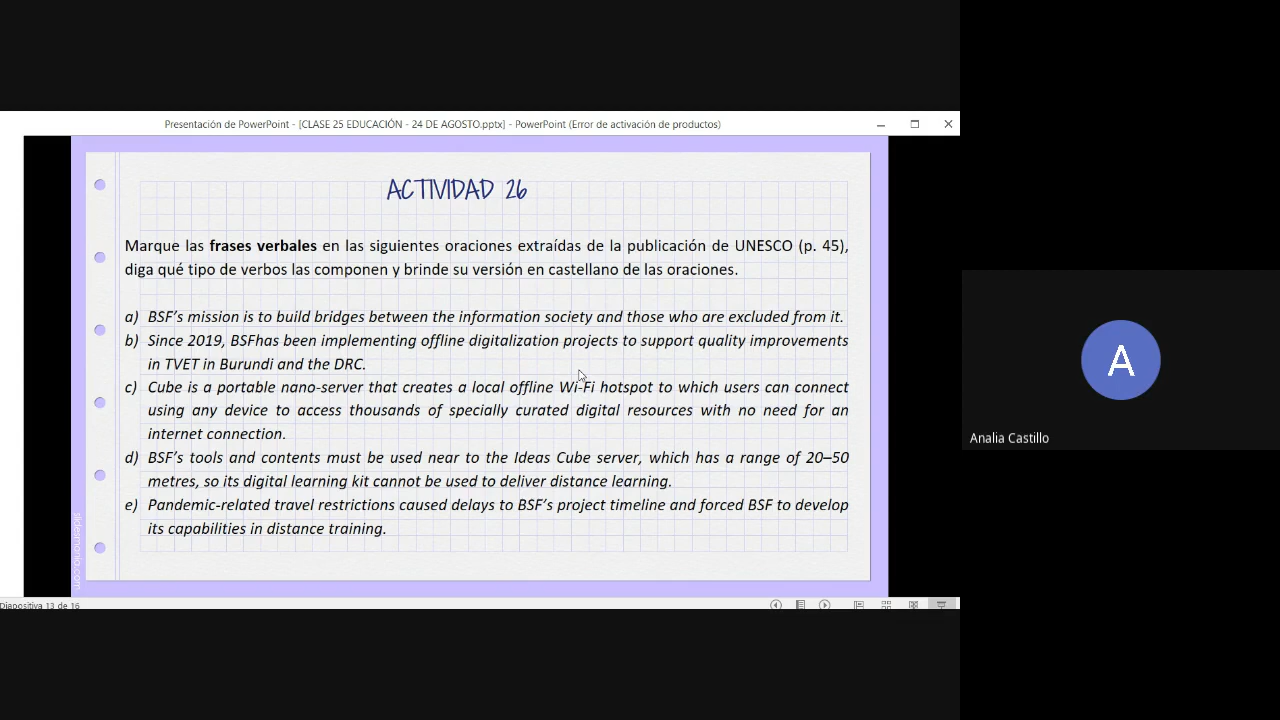 Presentación de PowerPoint - [CLASE 25 EDUCACIÓN - 24 DE AGOSTO.pptx] - PowerPoint (Error de activación de productos)
ACTIVIDAD 26
Marque las frases verbales en las siguientes oraciones extraídas de la publicación de UNESCO (p. 45),
diga qué tipo de verbos las componen y brinde su versión en castellano de las oraciones.
a) BSF’s mission is to build bridges between the information society and those who are excluded from it.
b) Since 2019, BSFhas been implementing offline digitalization projects to support quality improvements
in TVET in Burundi and the DRC.
c) Cube is a portable nano-server that creates a local offline Wi-Fi hotspot to which users can connect
using any device to access thousands of specially curated digital resources with no need for an
internet connection.
d) BSF’s tools and contents must be used near to the Ideas Cube server, which has a range of 20–50
metres, so its digital learning kit cannot be used to deliver distance learning.
e) Pandemic-related travel restrictions caused delays to BSF’s project timeline and forced BSF to develop
its capabilities in distance training.
slidesmania.com
Diapositiva 13 de 16
A
Analia Castillo